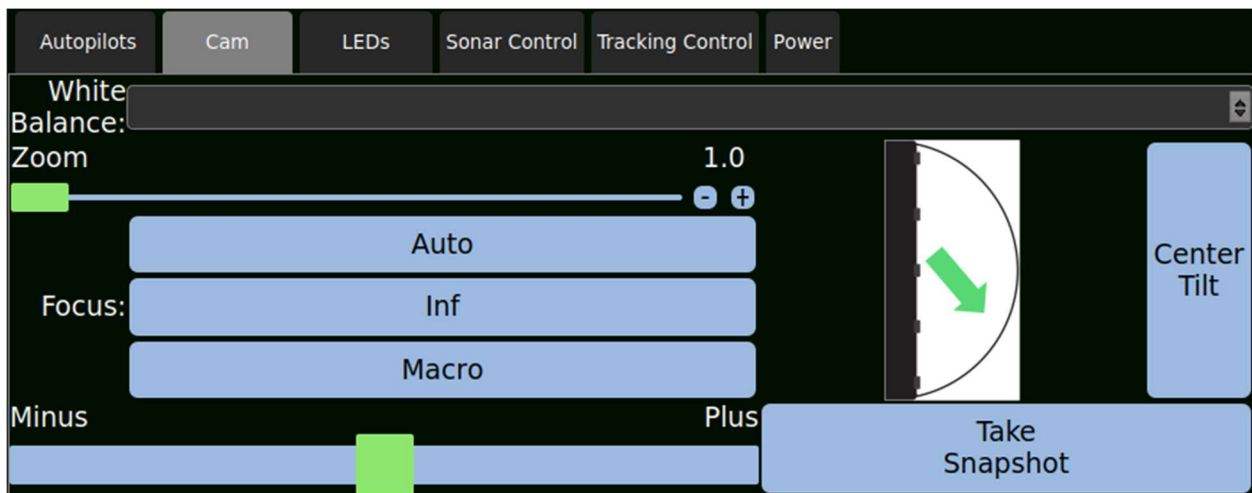 Autopilots Cam LEDs Sonar Control Tracking Control Power
White
Balance:
Zoom 1.0
- +
Auto
Focus: Inf
Macro
Center
Tilt
Minus Plus
Take
Snapshot